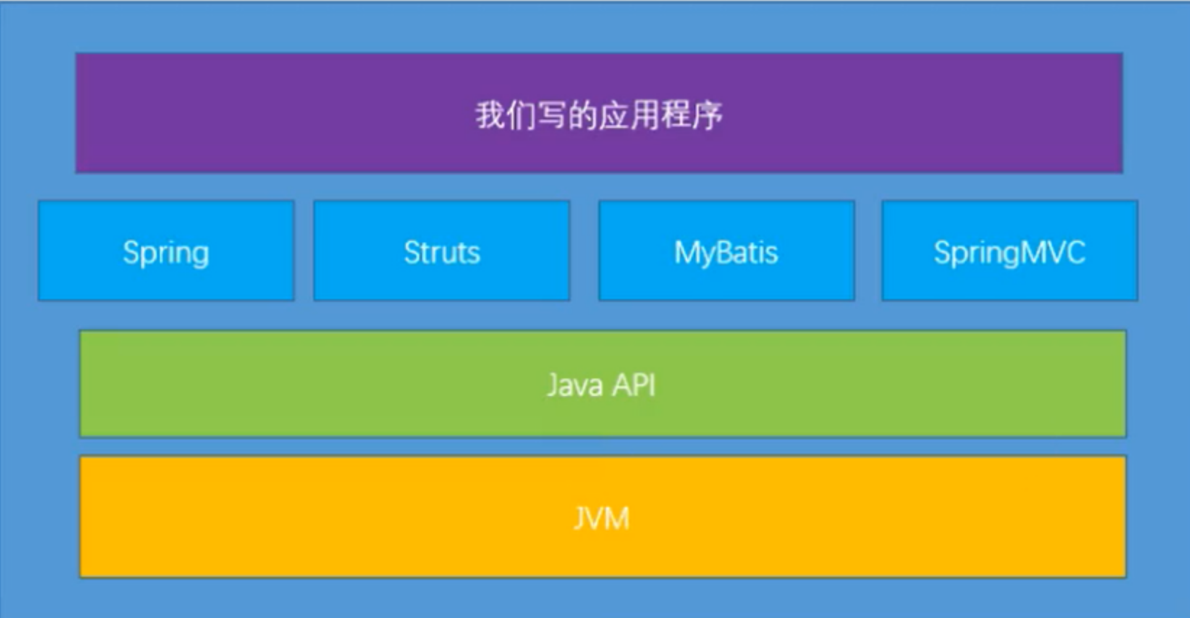 我们写的应用程序
Spring
Struts
MyBatis
SpringMVC
Java API
JVM